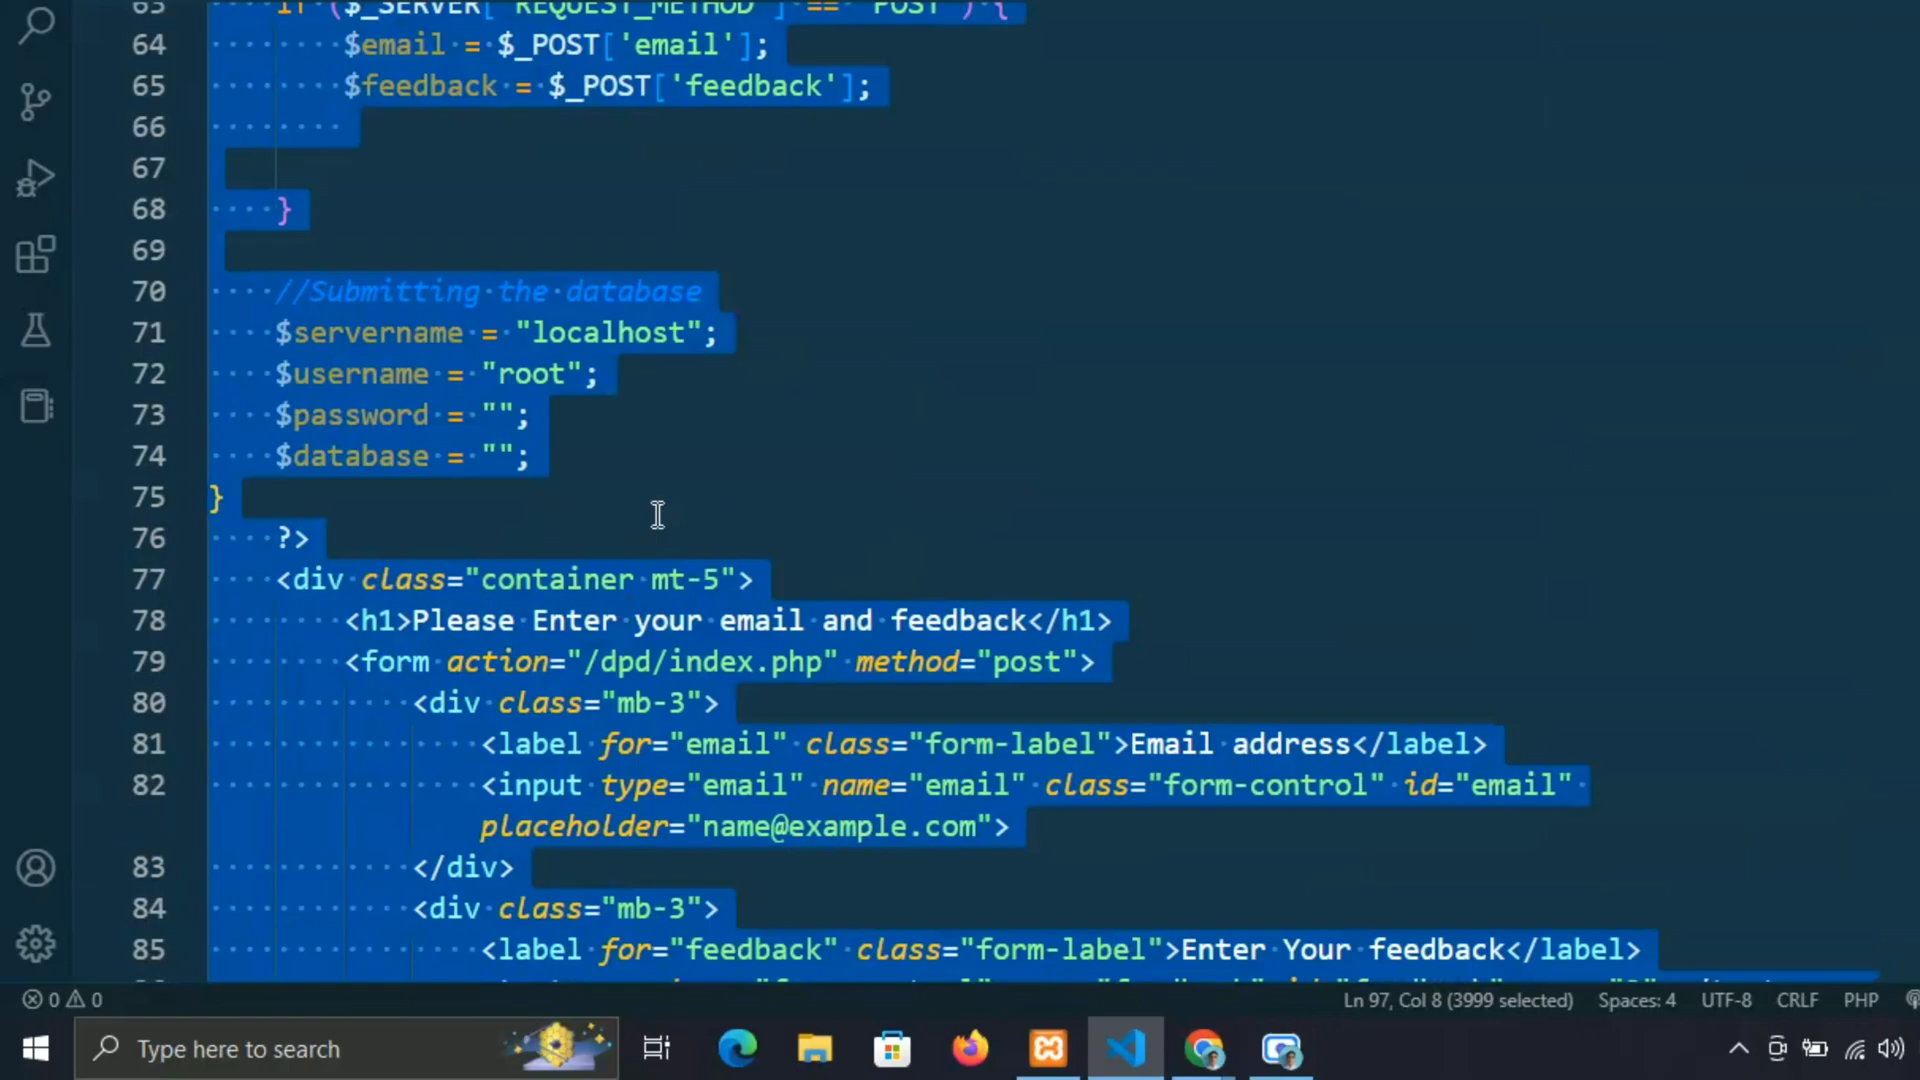 63 if ($_SERVER['REQUEST_METHOD'] == 'POST') {
64 $email = $_POST['email'];
65 $feedback = $_POST['feedback'];
66
67
68 }
69
70 //Submitting the database
71 $servername = "localhost";
72 $username = "root";
73 $password = "";
74 $database = "";
75 }
76 ?>
77 <div class="container mt-5">
78 <h1>Please Enter your email and feedback</h1>
79 <form action="/dpd/index.php" method="post">
80 <div class="mb-3">
81 <label for="email" class="form-label">Email address</label>
82 <input type="email" name="email" class="form-control" id="email"
placeholder="name@example.com">
83 </div>
84 <div class="mb-3">
85 <label for="feedback" class="form-label">Enter Your feedback</label>
0 0 Ln 97, Col 8 (3999 selected) Spaces: 4 UTF-8 CRLF PHP
Type here to search